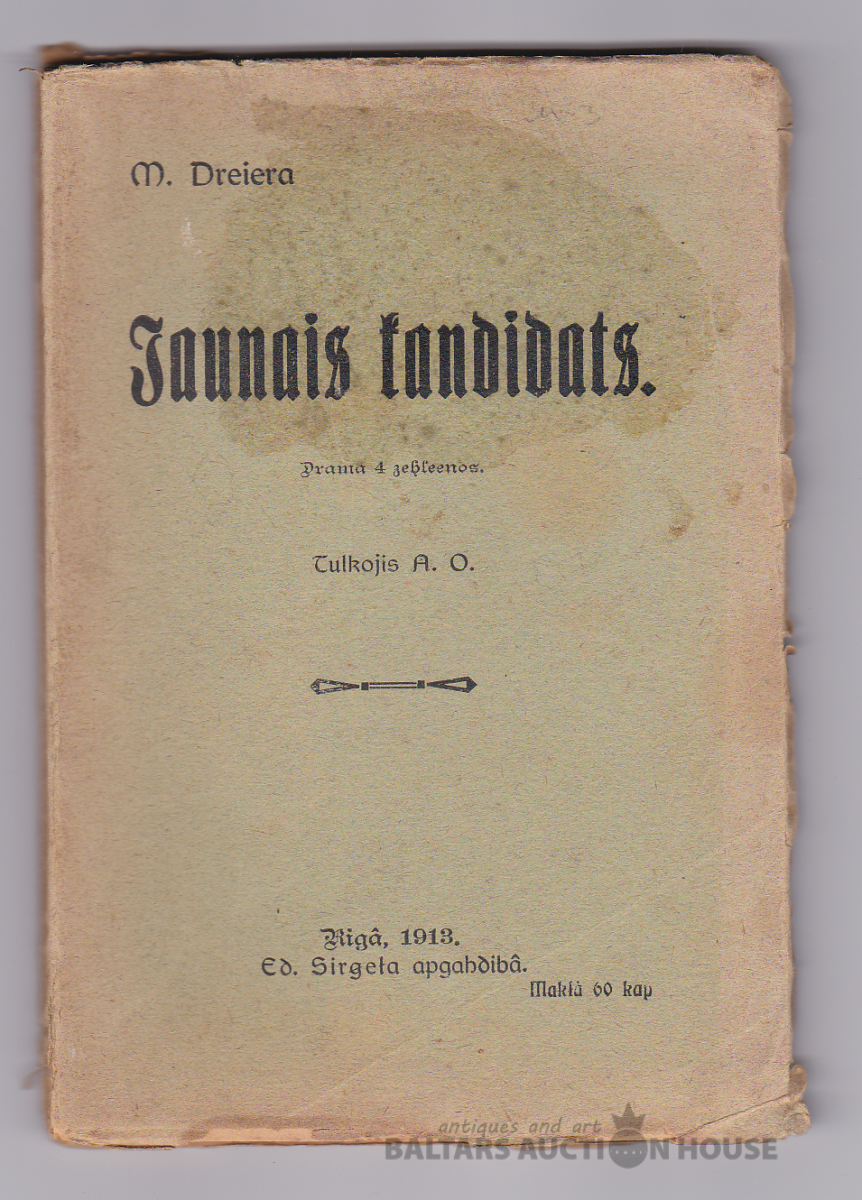 M. Dreiera
Jaunais kandidats.
Drama 4 zehleenos.
Tulkojis A. O.
Rigâ, 1913.
Ed. Sirgeła apgahdibâ.
Makſà 60 kap
antiques and art
BALTARS AUCTION HOUSE